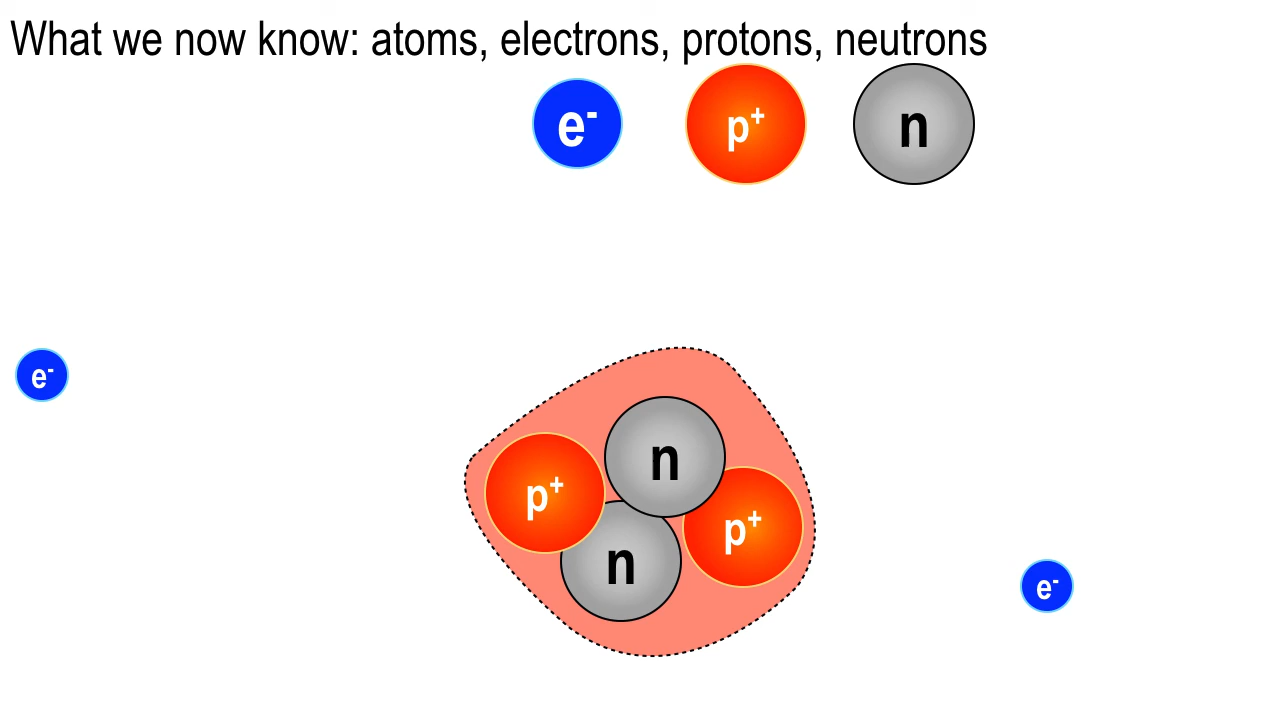 What we now know: atoms, electrons, protons, neutrons
e⁻ p⁺ n
e⁻
n
p⁺
p⁺
n
e⁻